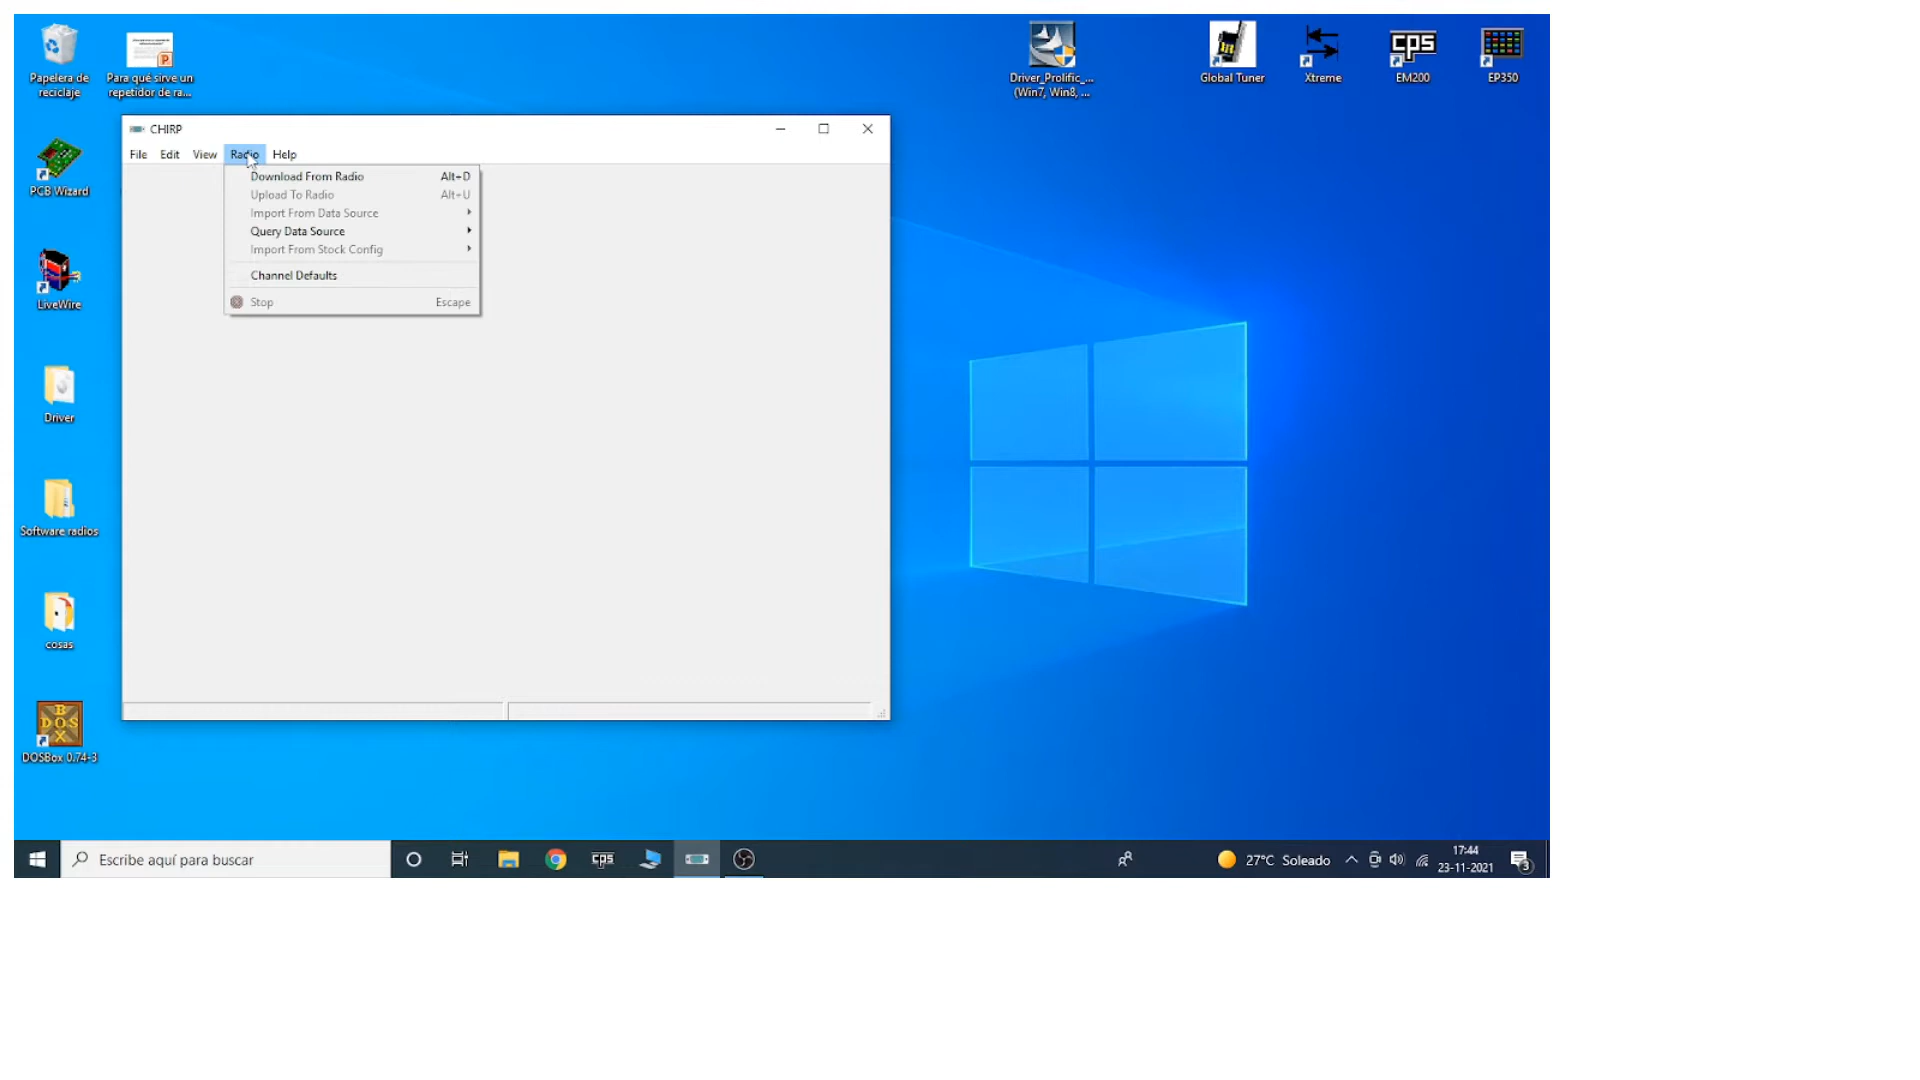 Papelera de
reciclaje
Para qué sirve un
repetidor de ra...
Driver_Prolific_...
(Win7, Win8, ...
Global Tuner
Xtreme
cps
EM200
EP350
CHIRP
File Edit View Radio Help
Download From Radio Alt+D
Upload To Radio Alt+U
Import From Data Source
Query Data Source
Import From Stock Config
Channel Defaults
Stop Escape
PCB Wizard
LiveWire
Driver
Software radios
cosas
DOSBox 0.74-3
Escribe aquí para buscar
cps
27°C Soleado
17:44
23-11-2021
3